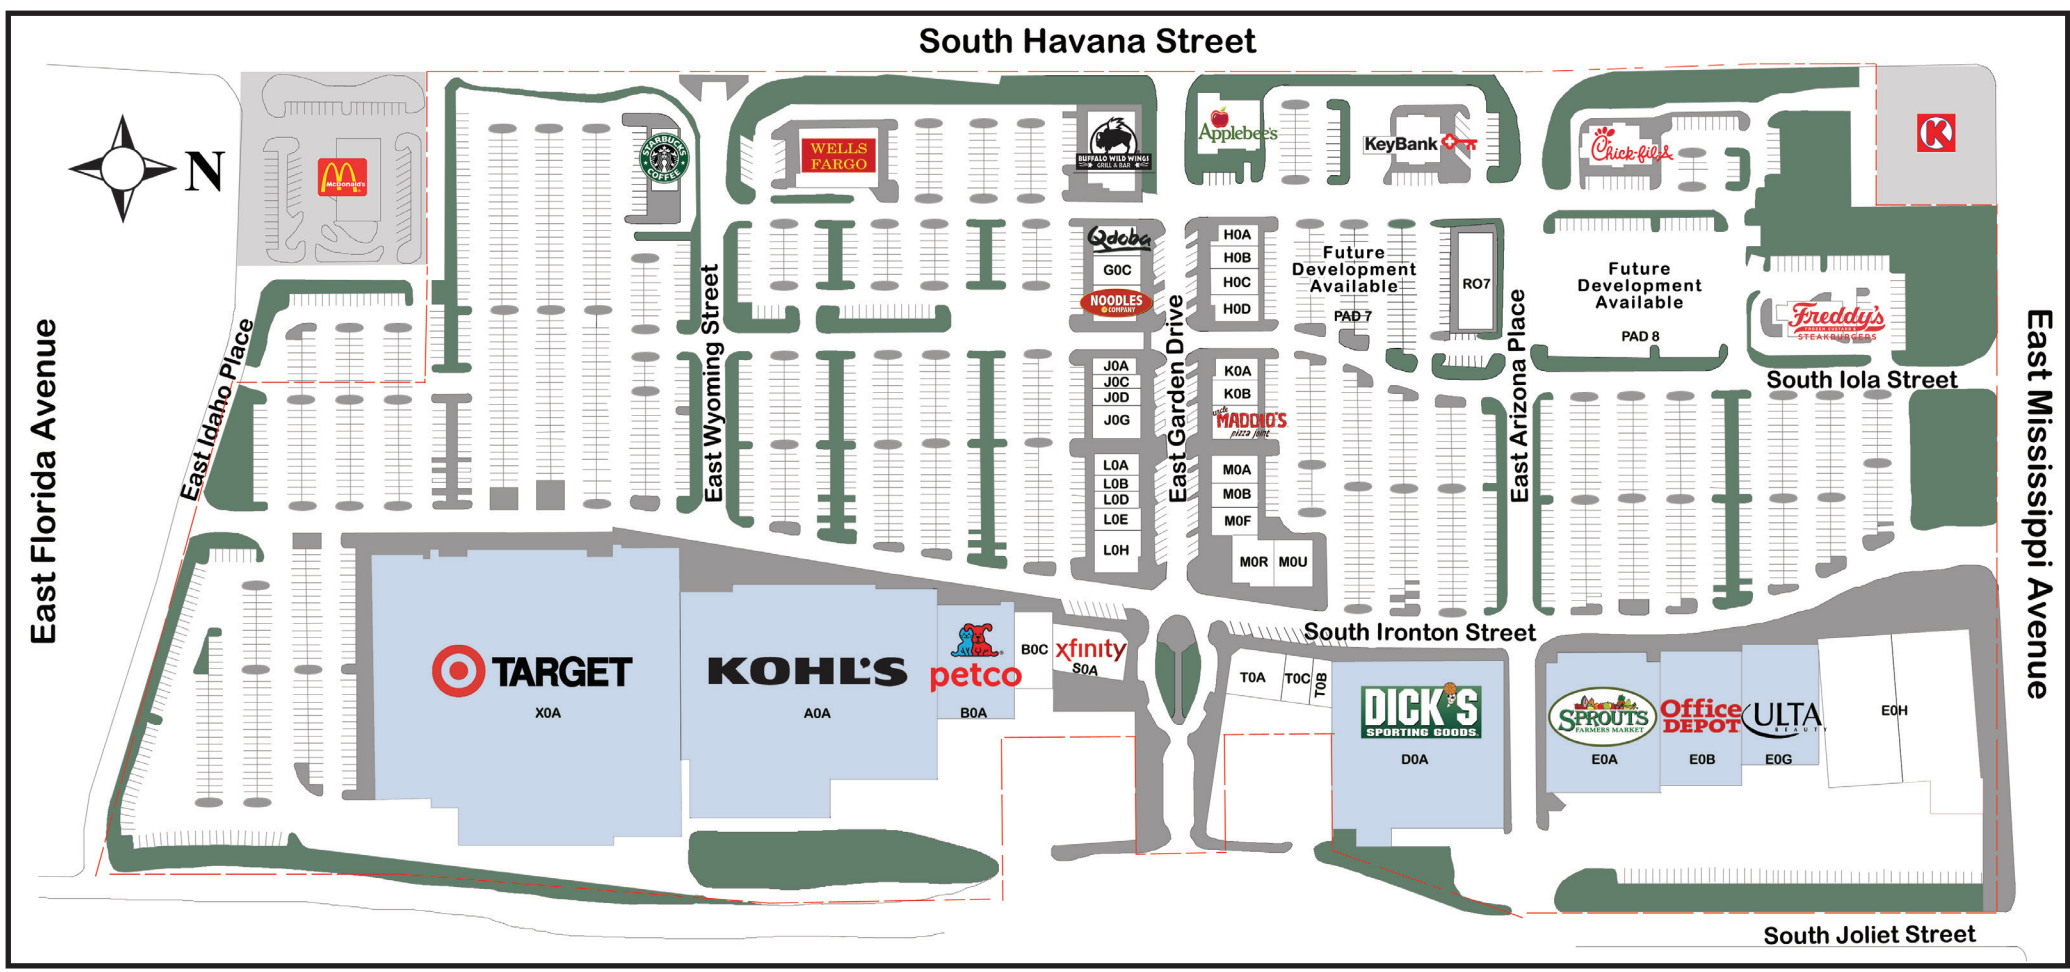 South Havana Street
N
McDonald's
STARBUCKS
COFFEE
WELLS
FARGO
BUFFALO WILD WINGS
GRILL & BAR
Applebee's
KeyBank
Chick-fil-A
K
Qdoba
G0C
NOODLES
& COMPANY
H0A
H0B
H0C
H0D
Future
Development
Available
PAD 7
RO7
Future
Development
Available
PAD 8
Freddy's
FROZEN CUSTARD &
STEAKBURGERS
South Iola Street
East Florida Avenue
East Idaho Place
East Wyoming Street
East Garden Drive
East Arizona Place
East Mississippi Avenue
J0A
J0C
J0D
J0G
K0A
K0B
uncle
MADDIO'S
pizza joint
L0A
L0B
L0D
L0E
L0H
M0A
M0B
M0F
M0R
M0U
South Ironton Street
TARGET
X0A
KOHL'S
A0A
petco
B0A
B0C
xfinity
S0A
T0A
T0C
T0B
DICK'S
SPORTING GOODS
D0A
SPROUTS
FARMERS MARKET
E0A
Office
DEPOT
E0B
ULTA
BEAUTY
E0G
E0H
South Joliet Street